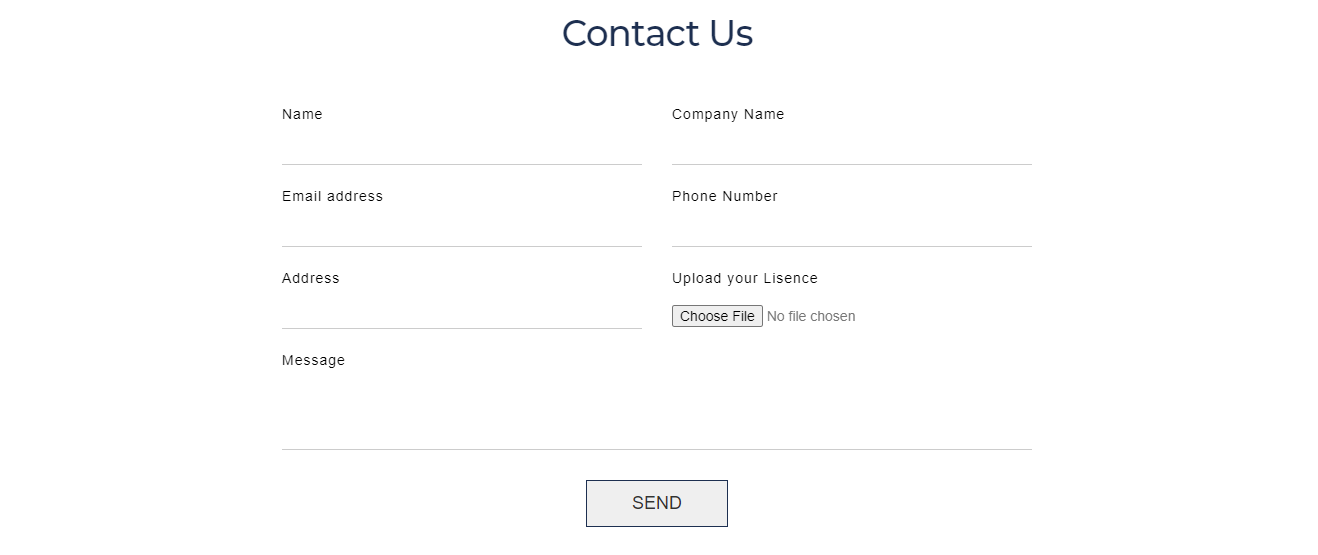 Contact Us
Name
Company Name
Email address
Phone Number
Address
Upload your Lisence
Choose File No file chosen
Message
SEND